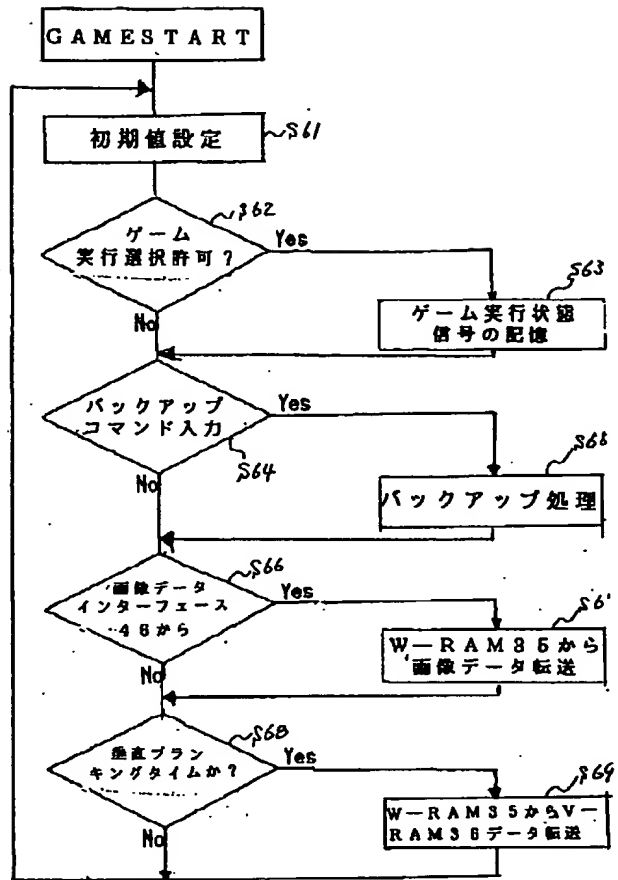 GAMESTART
初期値設定
S61
S62
ゲーム
実行選択許可?
Yes
No
S63
ゲーム実行状態
信号の記憶
バックアップ
コマンド入力
Yes
No
S64
バックアップ処理
画像データ
インターフェース
46から
S66
Yes
No
W-RAM35から
画像データ転送
垂直ブラン
キングタイムか?
S68
Yes
No
S69
W-RAM35からV-
RAM36データ転送